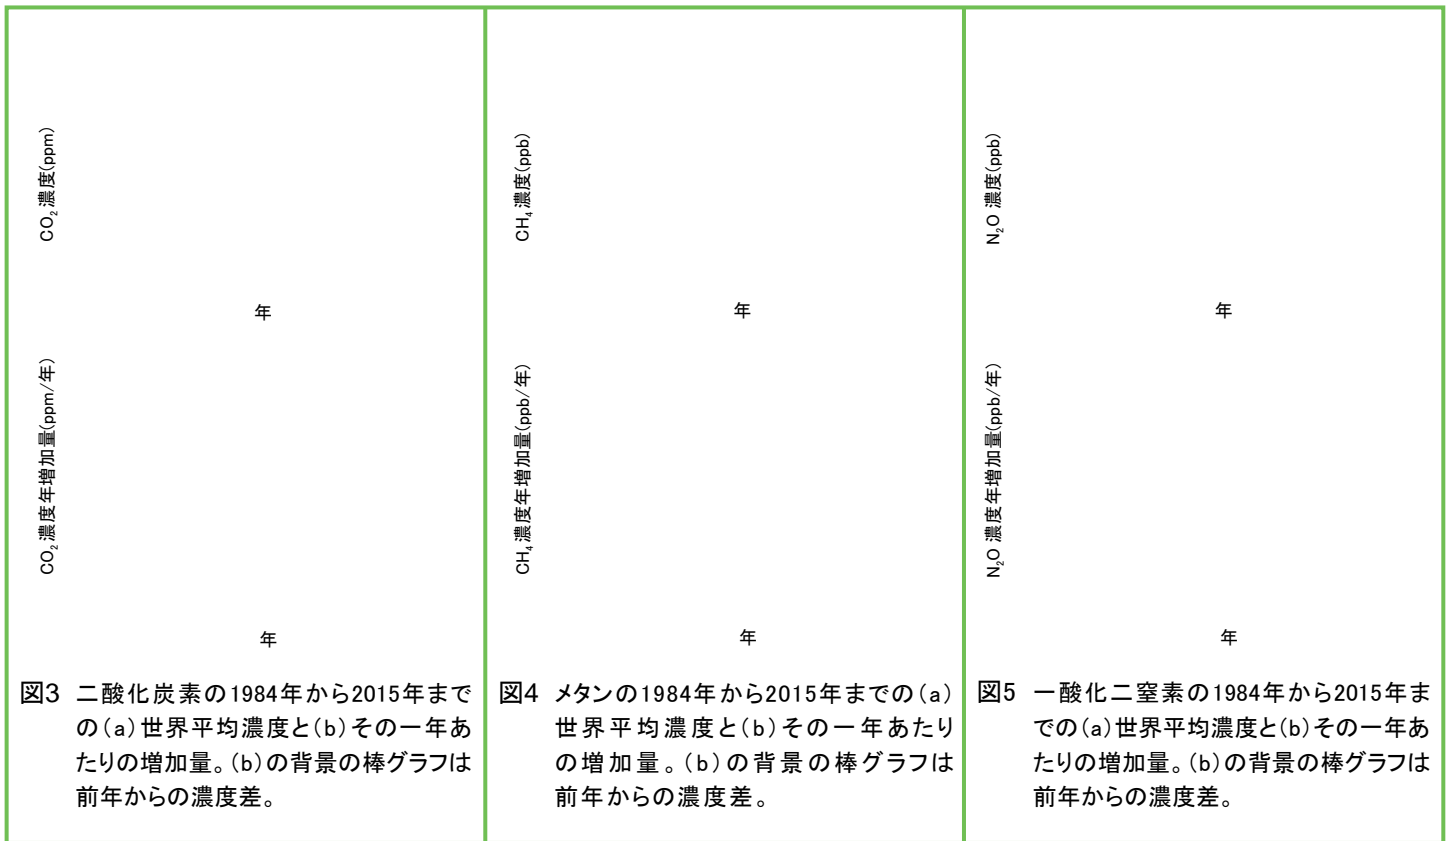 CO₂ 濃度(ppm)
年
CO₂ 濃度年増加量(ppm/年)
年
図3 二酸化炭素の1984年から2015年まで
の(a)世界平均濃度と(b)その一年あ
たりの増加量。(b)の背景の棒グラフは
前年からの濃度差。
CH₄ 濃度(ppb)
年
CH₄ 濃度年増加量(ppb/年)
年
図4 メタンの1984年から2015年までの(a)
世界平均濃度と(b)その一年あたり
の増加量。(b)の背景の棒グラフは
前年からの濃度差。
N₂O 濃度(ppb)
年
N₂O 濃度年増加量(ppb/年)
年
図5 一酸化二窒素の1984年から2015年ま
での(a)世界平均濃度と(b)その一年あ
たりの増加量。(b)の背景の棒グラフは
前年からの濃度差。